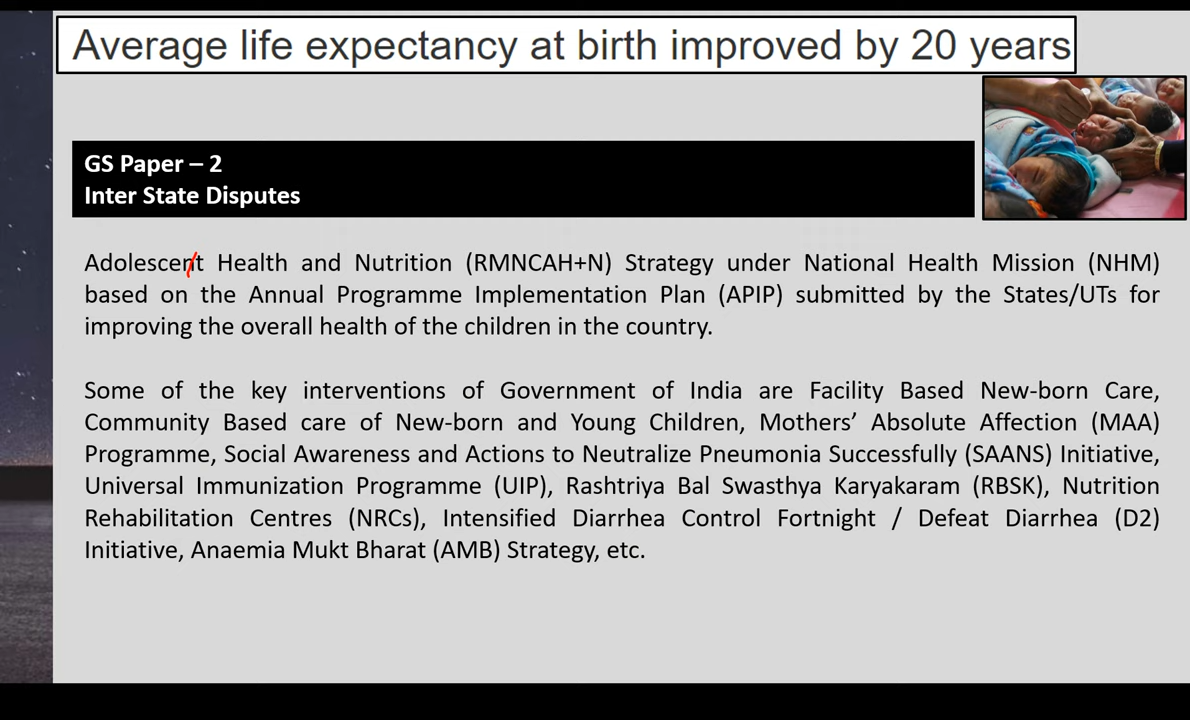 Average life expectancy at birth improved by 20 years
GS Paper – 2
Inter State Disputes
Adolescent Health and Nutrition (RMNCAH+N) Strategy under National Health Mission (NHM)
based on the Annual Programme Implementation Plan (APIP) submitted by the States/UTs for
improving the overall health of the children in the country.
Some of the key interventions of Government of India are Facility Based New-born Care,
Community Based care of New-born and Young Children, Mothers’ Absolute Affection (MAA)
Programme, Social Awareness and Actions to Neutralize Pneumonia Successfully (SAANS) Initiative,
Universal Immunization Programme (UIP), Rashtriya Bal Swasthya Karyakaram (RBSK), Nutrition
Rehabilitation Centres (NRCs), Intensified Diarrhea Control Fortnight / Defeat Diarrhea (D2)
Initiative, Anaemia Mukt Bharat (AMB) Strategy, etc.